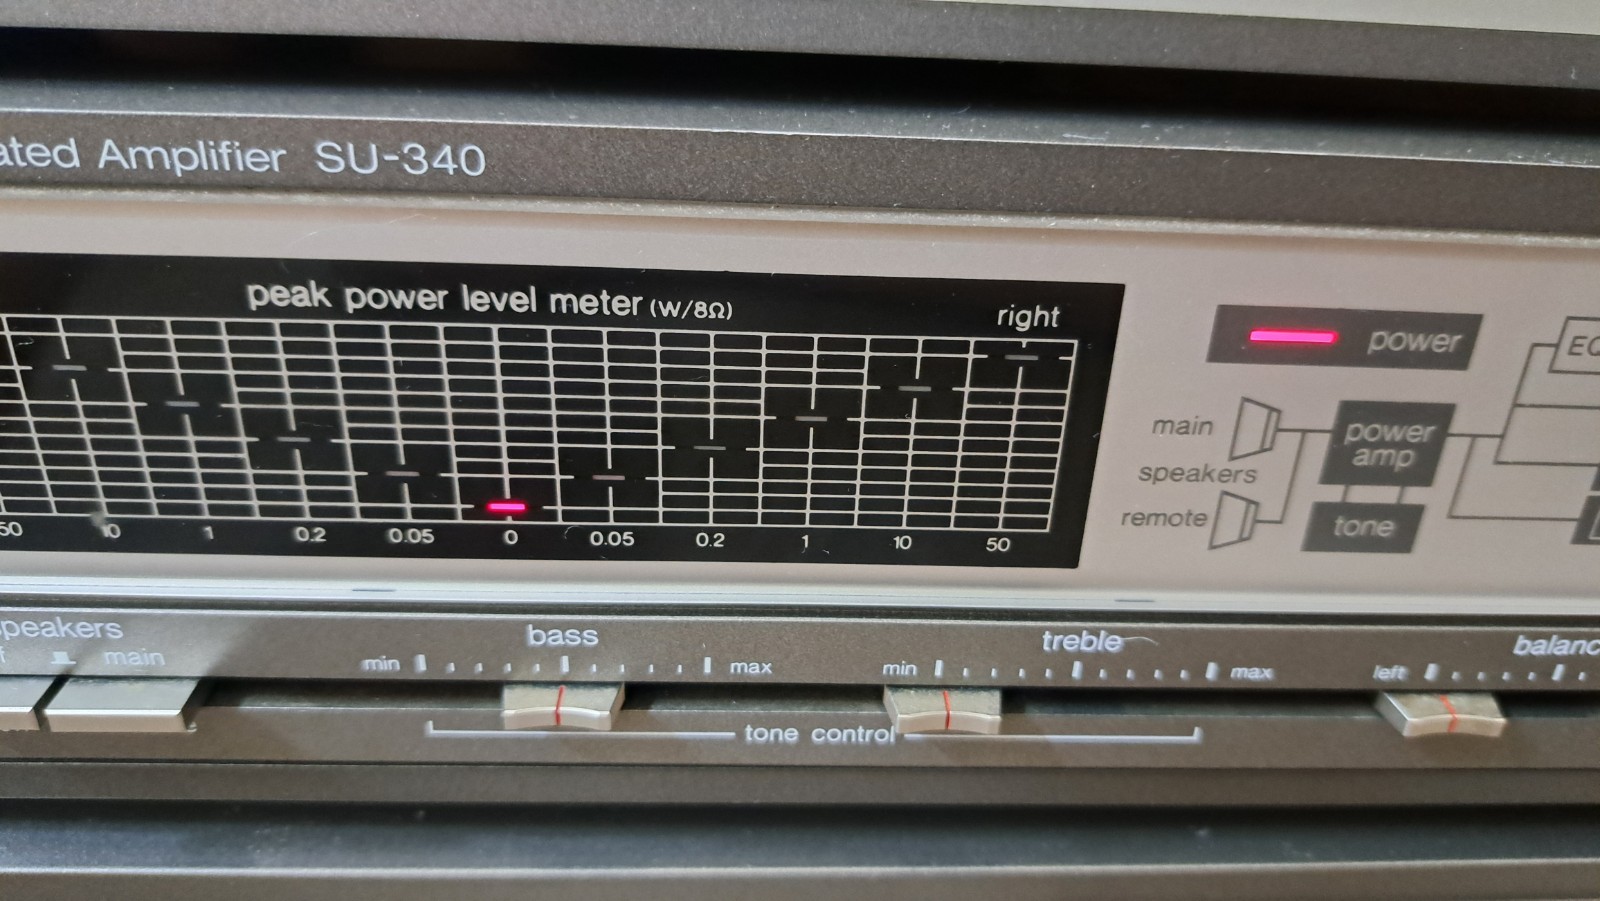 ated Amplifier SU-340
peak power level meter (W/8Ω)
right
50 10 1 0.2 0.05 0 0.05 0.2 1 10 50
power
EQ
main
speakers
remote
power
amp
tone
speakers
main
bass
min max
treble
min max
balanc
left
tone control